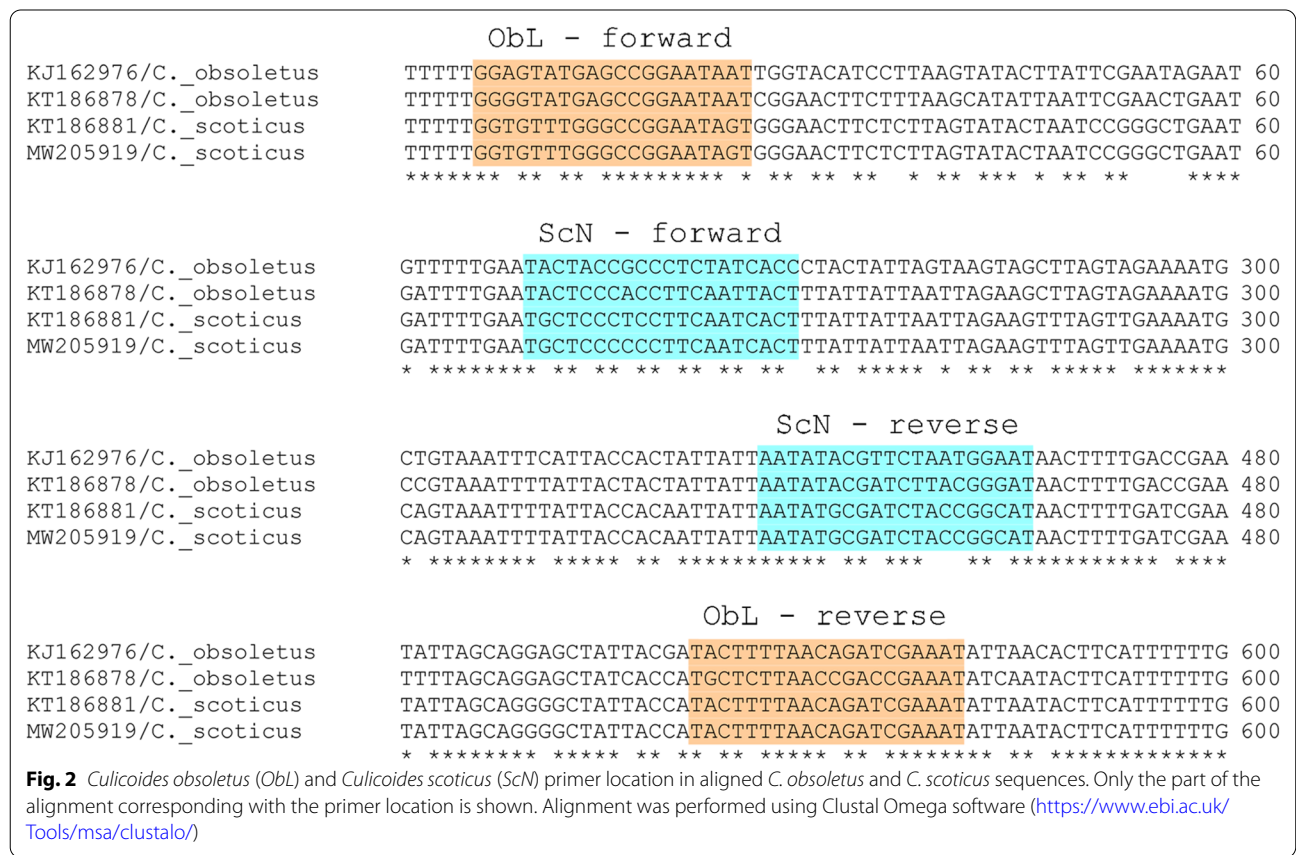 ObL - forward
KJ162976/C._obsoletus TTTTTGGAGTATGAGCCGGAATAATTGGTACATCCTTAAGTATACTTATTCGAATAGAAT 60
KT186878/C._obsoletus TTTTTGGGGTATGAGCCGGAATAATCGGAACTTCTTTAAGCATATTAATTCGAACTGAAT 60
KT186881/C._scoticus TTTTTGGTGTTTGGGCCGGAATAGTGGGAACTTCTCTTAGTATACTAATCCGGGCTGAAT 60
MW205919/C._scoticus TTTTTGGTGTTTGGGCCGGAATAGTGGGAACTTCTCTTAGTATACTAATCCGGGCTGAAT 60
******* ** ** ********* * ** ** ** * ** *** * ** ** ****
ScN - forward
KJ162976/C._obsoletus GTTTTTGAATACTACCGCCCTCTATCACCCTACTATTAGTAAGTAGCTTAGTAGAAAATG 300
KT186878/C._obsoletus GATTTTGAATACTCCCACCTTCAATTACTTTATTATTAATTAGAAGCTTAGTAGAAAATG 300
KT186881/C._scoticus GATTTTGAATGCTCCCTCCTTCAATCACTTTATTATTAATTAGAAGTTTAGTTGAAAATG 300
MW205919/C._scoticus GATTTTGAATGCTCCCCCCTTCAATCACTTTATTATTAATTAGAAGTTTAGTTGAAAATG 300
* ******** ** ** ** ** ** ** ** ***** * ** ** ***** *******
ScN - reverse
KJ162976/C._obsoletus CTGTAAATTTCATTACCACTATTATTAATATACGTTCTAATGGAATAACTTTTGACCGAA 480
KT186878/C._obsoletus CCGTAAATTTTATTACTACTATTATTAATATACGATCTTACGGGATAACTTTTGACCGAA 480
KT186881/C._scoticus CAGTAAATTTTATTACCACAATTATTAATATGCGATCTACCGGCATAACTTTTGATCGAA 480
MW205919/C._scoticus CAGTAAATTTTATTACCACAATTATTAATATGCGATCTACCGGCATAACTTTTGATCGAA 480
* ******** ***** ** *********** ** *** ** *********** ****
ObL - reverse
KJ162976/C._obsoletus TATTAGCAGGAGCTATTACGATACTTTTAACAGATCGAAATATTAACACTTCATTTTTTG 600
KT186878/C._obsoletus TTTTAGCAGGAGCTATCACCATGCTCTTAACCGACCGAAATATCAATACTTCATTTTTTG 600
KT186881/C._scoticus TATTAGCAGGGGCTATTACCATACTTTTAACAGATCGAAATATTAATACTTCATTTTTTG 600
MW205919/C._scoticus TATTAGCAGGGGCTATTACCATACTTTTAACAGATCGAAATATTAATACTTCATTTTTTG 600
* ******** ***** ** ** ** ***** ** ******** ** *************
Fig. 2 Culicoides obsoletus (ObL) and Culicoides scoticus (ScN) primer location in aligned C. obsoletus and C. scoticus sequences. Only the part of the
alignment corresponding with the primer location is shown. Alignment was performed using Clustal Omega software (https://www.ebi.ac.uk/
Tools/msa/clustalo/)